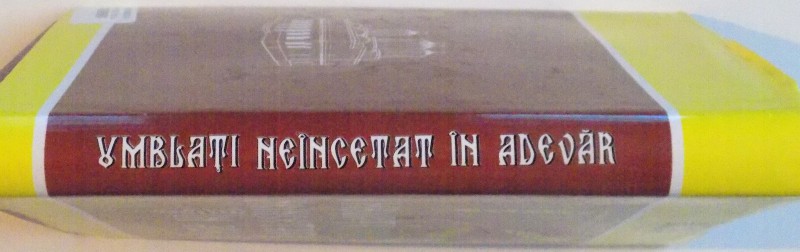 UMBLAȚI NEÎNCETAT ÎN ADEVĂR